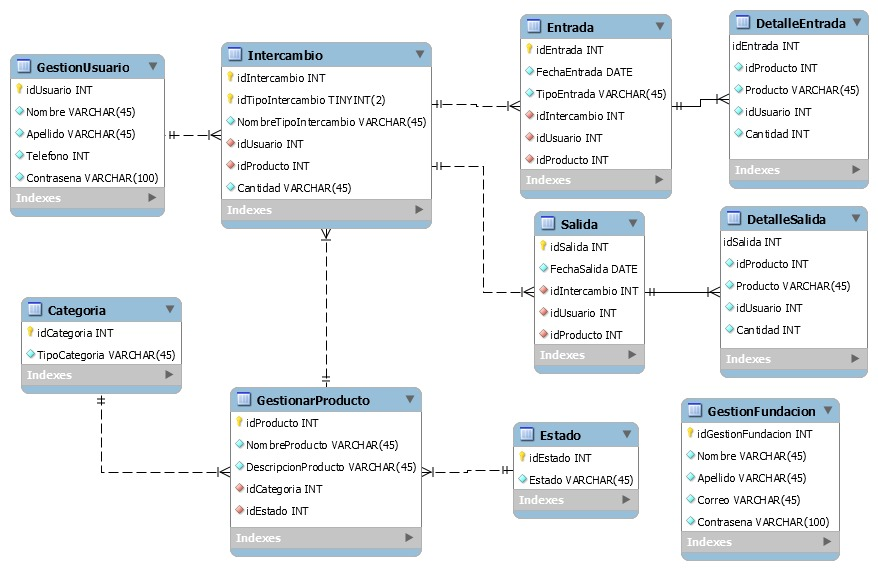 GestionUsuario
idUsuario INT
Nombre VARCHAR(45)
Apellido VARCHAR(45)
Telefono INT
Contrasena VARCHAR(100)
Indexes
Intercambio
idIntercambio INT
idTipoIntercambio TINYINT(2)
NombreTipoIntercambio VARCHAR(45)
idUsuario INT
idProducto INT
Cantidad VARCHAR(45)
Indexes
Entrada
idEntrada INT
FechaEntrada DATE
TipoEntrada VARCHAR(45)
idIntercambio INT
idUsuario INT
idProducto INT
Indexes
DetalleEntrada
idEntrada INT
idProducto INT
Producto VARCHAR(45)
idUsuario INT
Cantidad INT
Indexes
Salida
idSalida INT
FechaSalida DATE
idIntercambio INT
idUsuario INT
idProducto INT
Indexes
DetalleSalida
idSalida INT
idProducto INT
Producto VARCHAR(45)
idUsuario INT
Cantidad INT
Indexes
Categoria
idCategoria INT
TipoCategoria VARCHAR(45)
Indexes
GestionarProducto
idProducto INT
NombreProducto VARCHAR(45)
DescripcionProducto VARCHAR(45)
idCategoria INT
idEstado INT
Indexes
Estado
idEstado INT
Estado VARCHAR(45)
Indexes
GestionFundacion
idGestionFundacion INT
Nombre VARCHAR(45)
Apellido VARCHAR(45)
Correo VARCHAR(45)
Contrasena VARCHAR(100)
Indexes